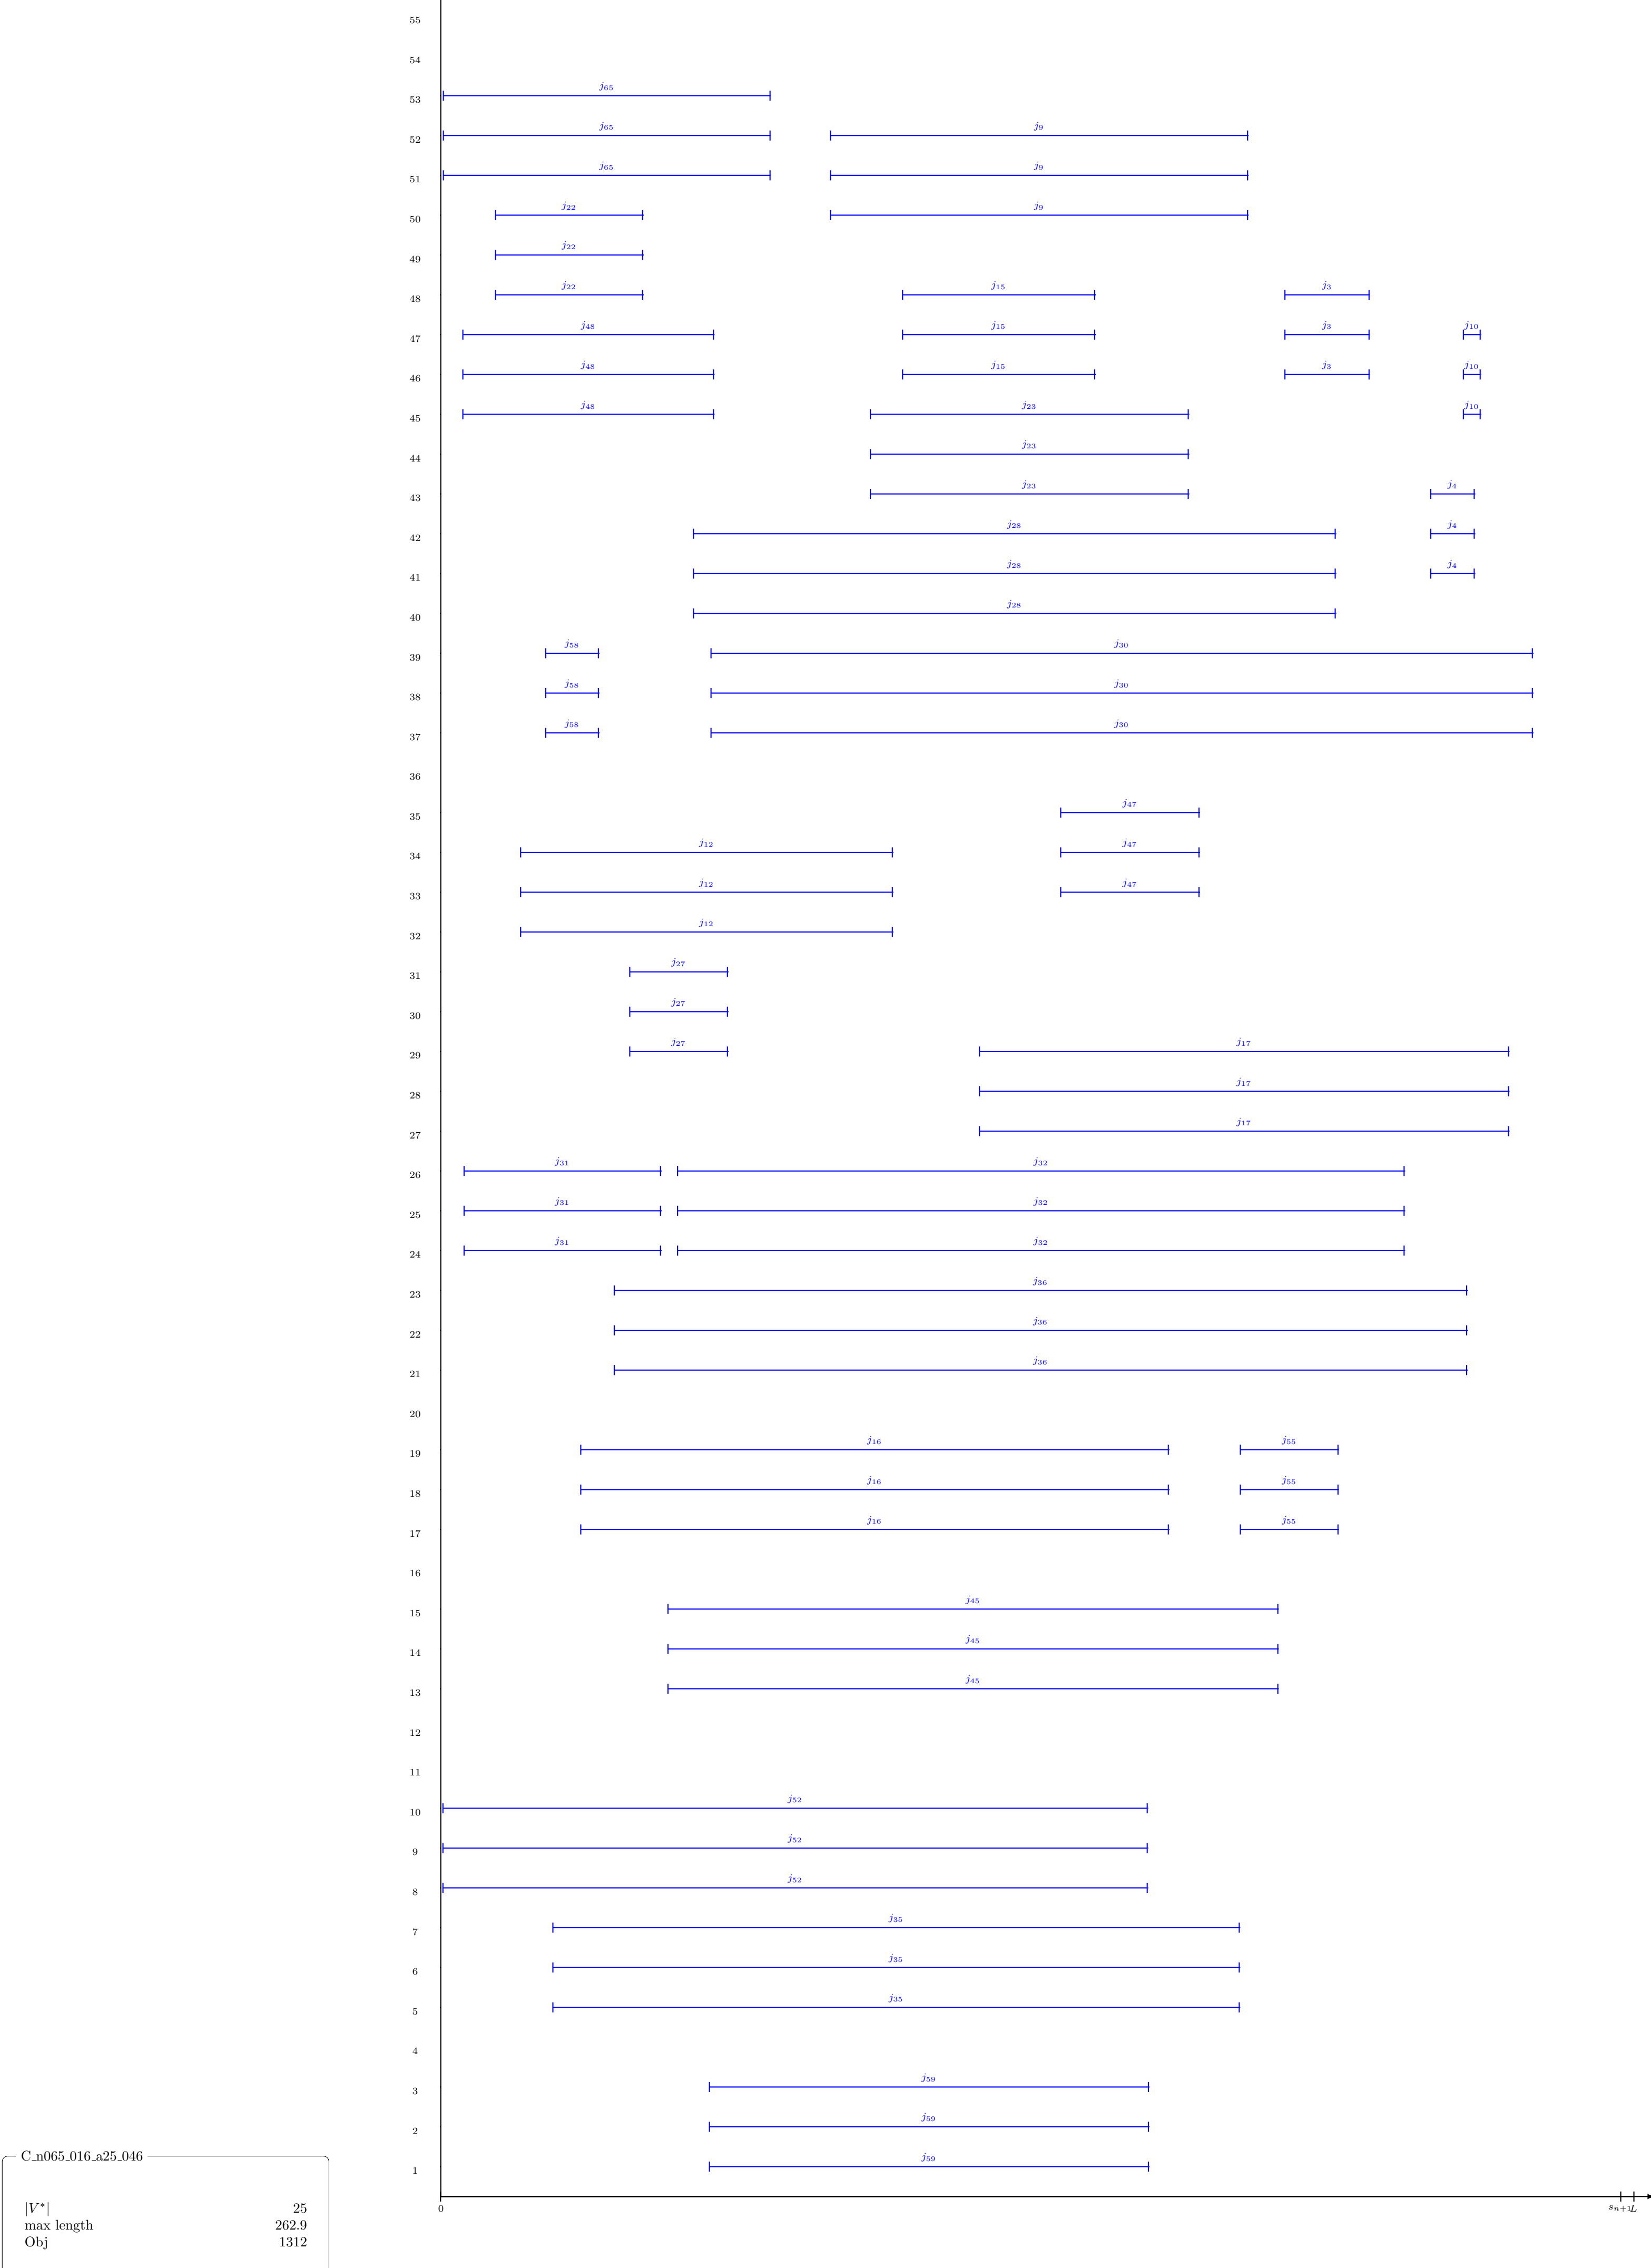 55
54
j65
53
j65 j9
52
j65 j9
51
j22 j9
50
j22
49
j22 j15 j3
48
j48 j15 j3 j10
47
j48 j15 j3 j10
46
j48 j23 j10
45
j23
44
j23 j4
43
j28 j4
42
j28 j4
41
j28
40
j58 j30
39
j58 j30
38
j58 j30
37
36
j47
35
j12 j47
34
j12 j47
33
j12
32
j27
31
j27
30
j27 j17
29
j17
28
j17
27
j31 j32
26
j31 j32
25
j31 j32
24
j36
23
j36
22
j36
21
20
j16 j55
19
j16 j55
18
j16 j55
17
16
j45
15
j45
14
j45
13
12
11
j52
10
j52
9
j52
8
j35
7
j35
6
j35
5
4
j59
3
j59
2
j59
1
0 sn+1 L
C_n065_016_a25_046
|V*| 25
max length 262.9
Obj 1312